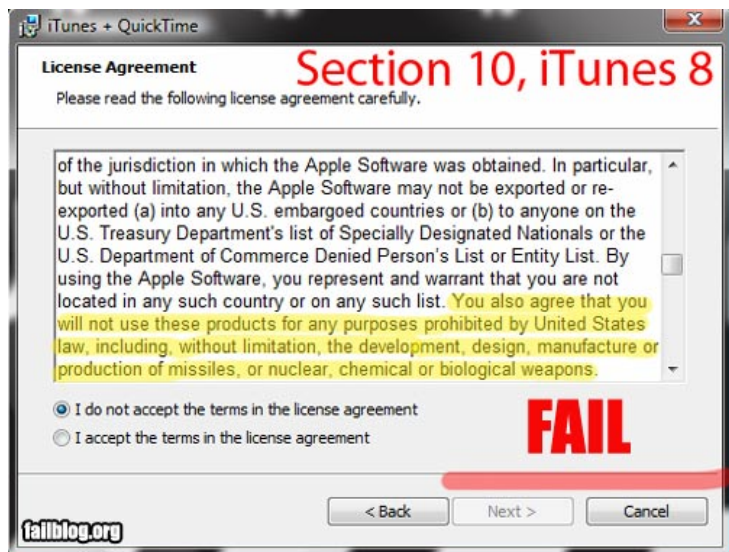 iTunes + QuickTime
License Agreement
Section 10, iTunes 8
Please read the following license agreement carefully.
of the jurisdiction in which the Apple Software was obtained. In particular,
but without limitation, the Apple Software may not be exported or re-
exported (a) into any U.S. embargoed countries or (b) to anyone on the
U.S. Treasury Department's list of Specially Designated Nationals or the
U.S. Department of Commerce Denied Person's List or Entity List. By
using the Apple Software, you represent and warrant that you are not
located in any such country or on any such list. You also agree that you
will not use these products for any purposes prohibited by United States
law, including, without limitation, the development, design, manufacture or
production of missiles, or nuclear, chemical or biological weapons.
I do not accept the terms in the license agreement
I accept the terms in the license agreement
FAIL
< Back
Next >
Cancel
failblog.org